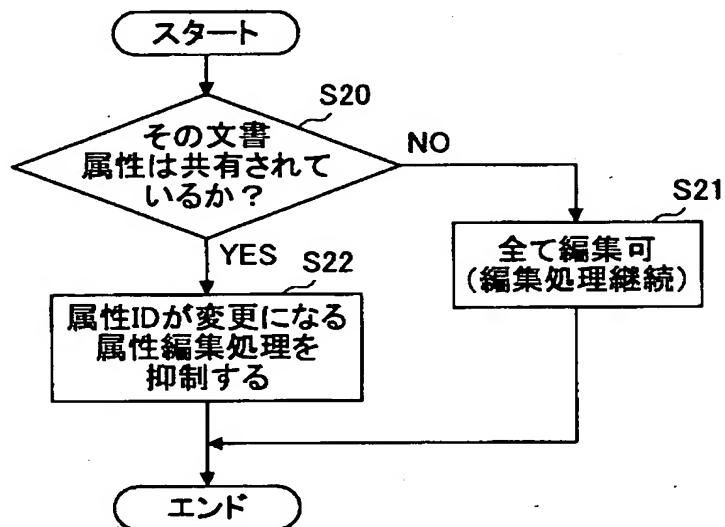 スタート
S20
その文書
属性は共有されて
いるか？
NO
S21
全て編集可
（編集処理継続）
YES
S22
属性IDが変更になる
属性編集処理を
抑制する
エンド